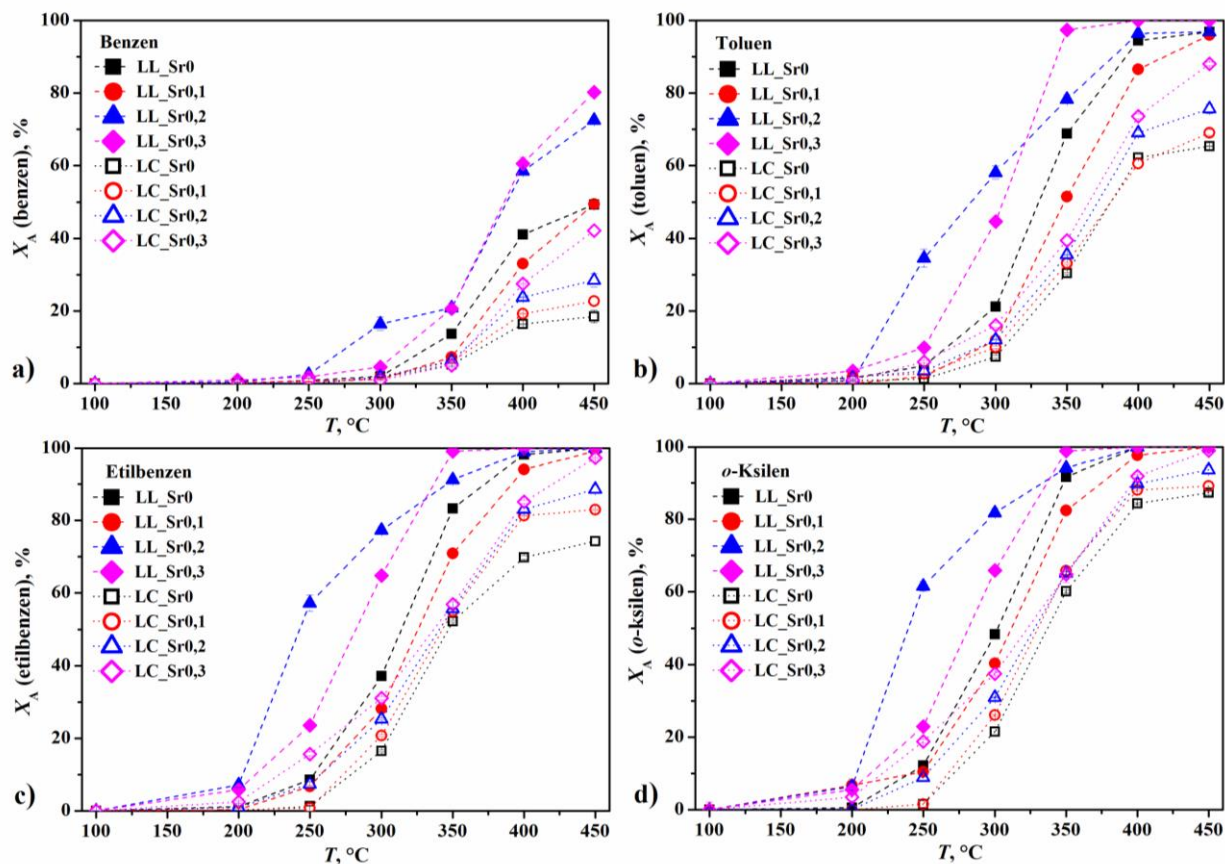 100
80
60
40
20
0
X_A (benzen), %
Benzen
LL_Sr0
LL_Sr0,1
LL_Sr0,2
LL_Sr0,3
LC_Sr0
LC_Sr0,1
LC_Sr0,2
LC_Sr0,3
a)
100 150 200 250 300 350 400 450
T, °C
100
80
60
40
20
0
X_A (toluen), %
Toluen
LL_Sr0
LL_Sr0,1
LL_Sr0,2
LL_Sr0,3
LC_Sr0
LC_Sr0,1
LC_Sr0,2
LC_Sr0,3
b)
100 150 200 250 300 350 400 450
T, °C
100
80
60
40
20
0
X_A (etilbenzen), %
Etilbenzen
LL_Sr0
LL_Sr0,1
LL_Sr0,2
LL_Sr0,3
LC_Sr0
LC_Sr0,1
LC_Sr0,2
LC_Sr0,3
c)
100 150 200 250 300 350 400 450
T, °C
100
80
60
40
20
0
X_A (o-ksilen), %
o-Ksilen
LL_Sr0
LL_Sr0,1
LL_Sr0,2
LL_Sr0,3
LC_Sr0
LC_Sr0,1
LC_Sr0,2
LC_Sr0,3
d)
100 150 200 250 300 350 400 450
T, °C